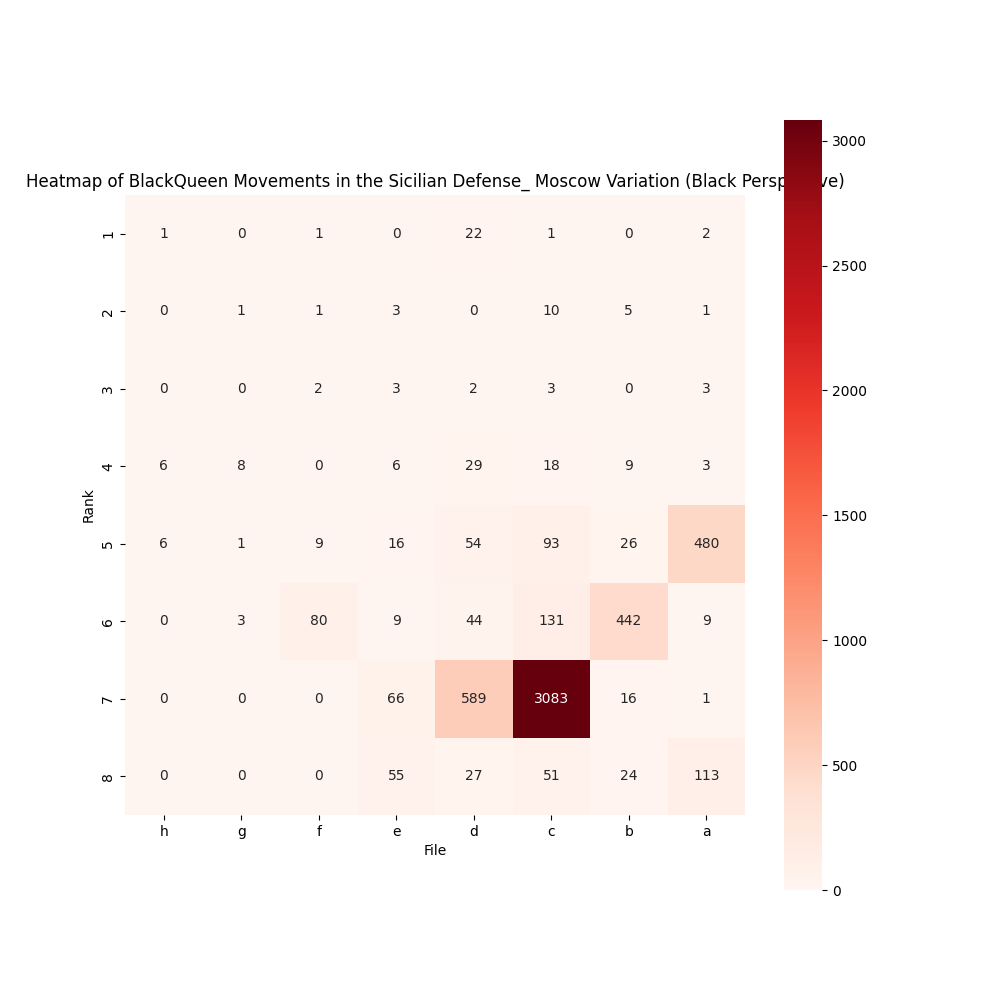 Heatmap of BlackQueen Movements in the Sicilian Defense_ Moscow Variation (Black Persp ve)
3000
1 1 0 1 0 22 1 0 2
2500
2 0 1 1 3 0 10 5 1
2000
3 0 0 2 3 2 3 0 3
4 6 8 0 6 29 18 9 3
Rank
1500
5 6 1 9 16 54 93 26 480
6 0 3 80 9 44 131 442 9
1000
7 0 0 0 66 589 3083 16 1
500
8 0 0 0 55 27 51 24 113
h g f e d c b a
File
0